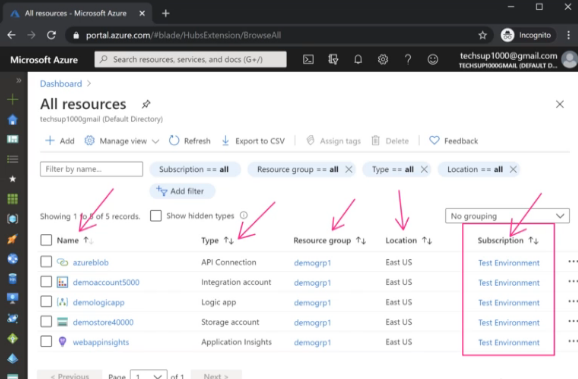 All resources - Microsoft Azure
portal.azure.com/#blade/HubsExtension/BrowseAll
Incognito
Microsoft Azure
Search resources, services, and docs (G+/)
techsup1000@gmail.com
TECHSUP1000GMAIL (DEFAULT D...
Dashboard
All resources
techsup1000gmail (Default Directory)
Add Manage view Refresh Export to CSV Assign tags Delete Feedback
Filter by name... Subscription == all Resource group == all Type == all Location == all
Add filter
Showing 1 to 5 of 5 records. Show hidden types No grouping
Name Type Resource group Location Subscription
azureblob API Connection demogrp1 East US Test Environment
demoaccount5000 Integration account demogrp1 East US Test Environment
demologicapp Logic app demogrp1 East US Test Environment
demostore40000 Storage account demogrp1 East US Test Environment
webappinsights Application Insights demogrp1 East US Test Environment
< Previous Page 1 of 1 Next >